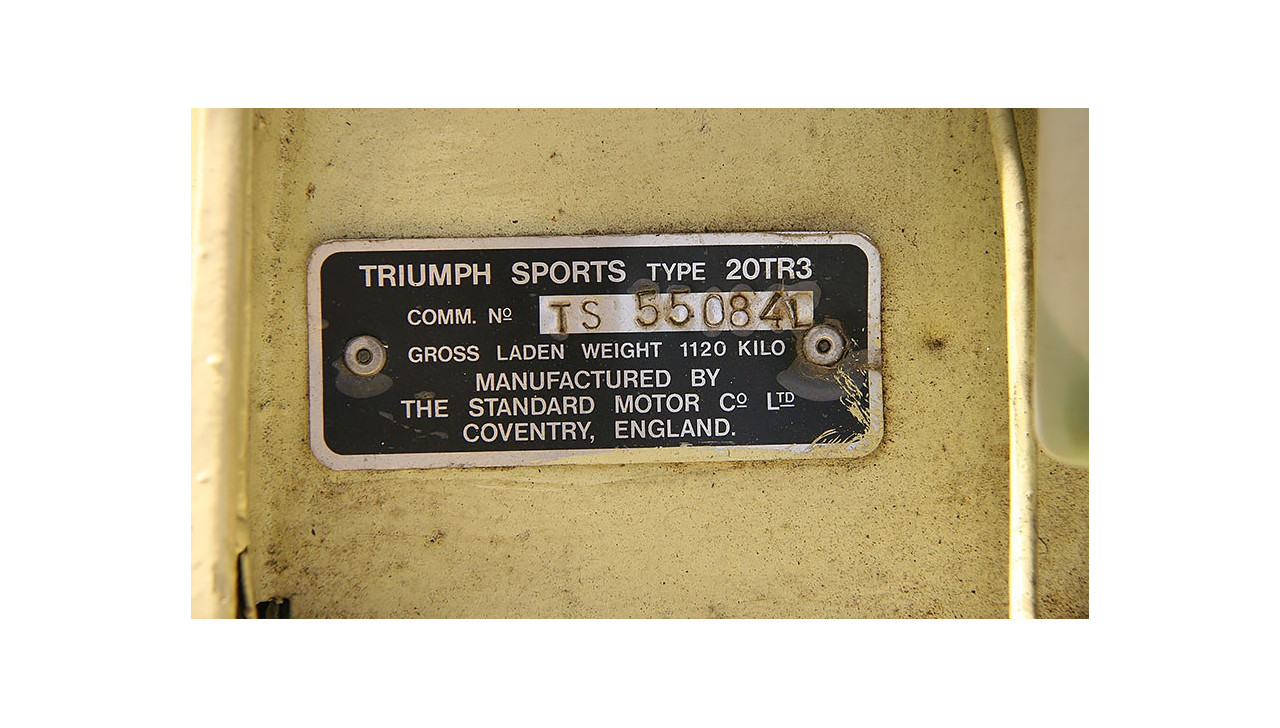 TRIUMPH SPORTS TYPE 20TR3
COMM. Nº TS 55084L
GROSS LADEN WEIGHT 1120 KILO
MANUFACTURED BY
THE STANDARD MOTOR Cº LTD
COVENTRY, ENGLAND.